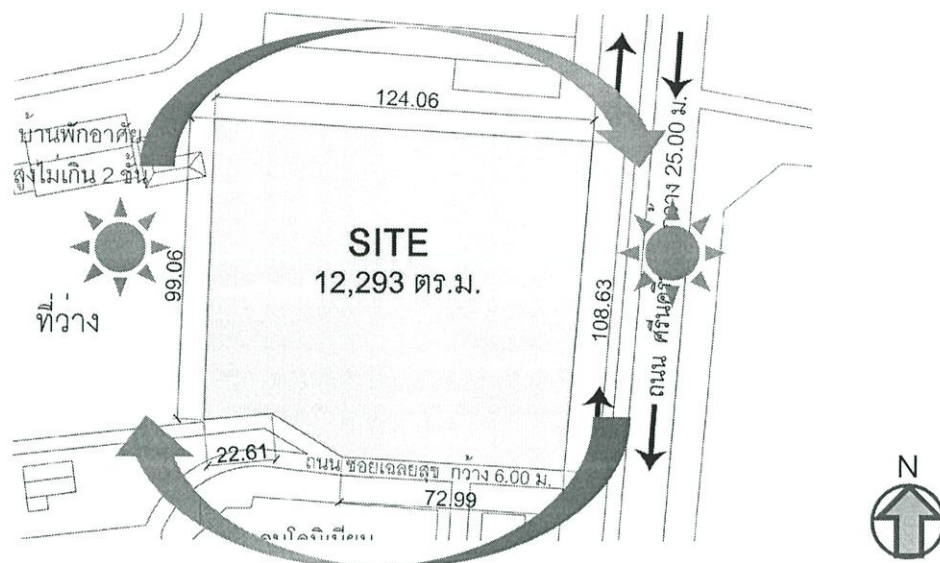 124.06
บ้านพักอาศัย
สูงไม่เกิน 2 ชั้น
SITE
12,293 ตร.ม.
99.06
108.63
ที่ว่าง
ถนน
กว้าง 25.00 ม.
22.61
ถนน ซอยเฉลยสุข กว้าง 6.00 ม.
72.99
N